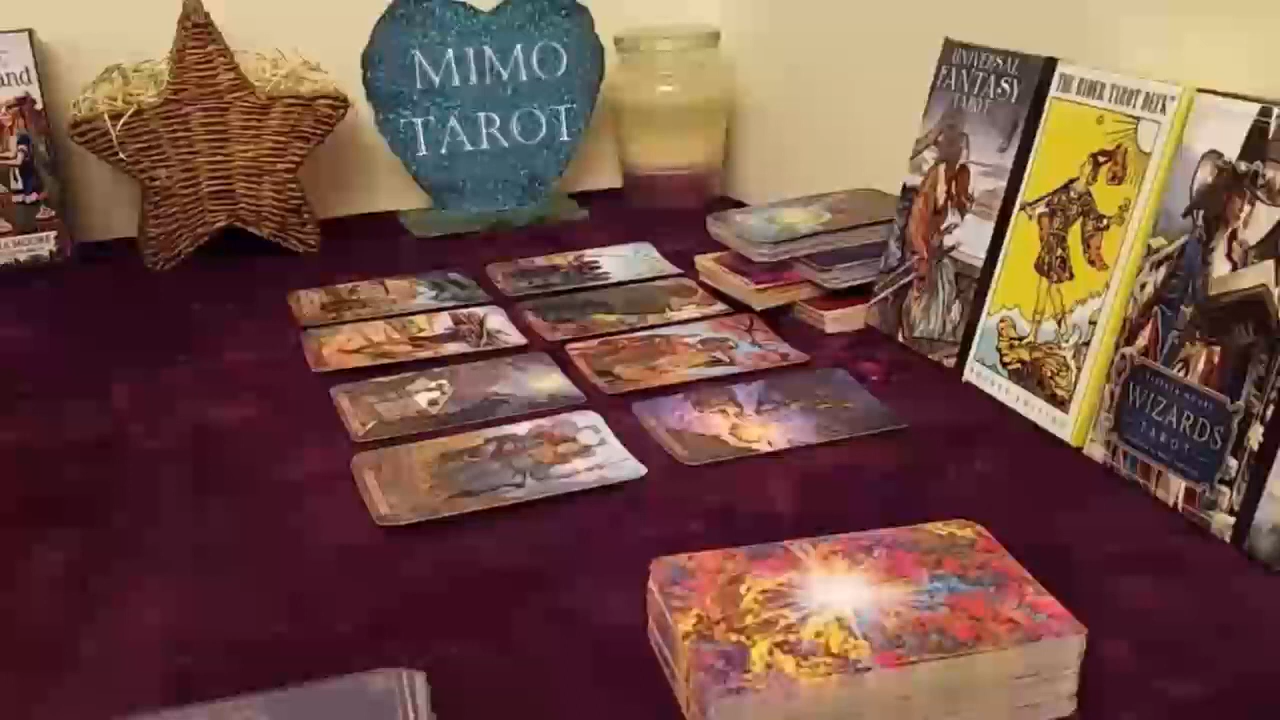 and
MIMO
TAROT
UNIVERSAL
FANTASY
TAROT
THE RIDER TAROT DECK
WIZARDS
TAROT